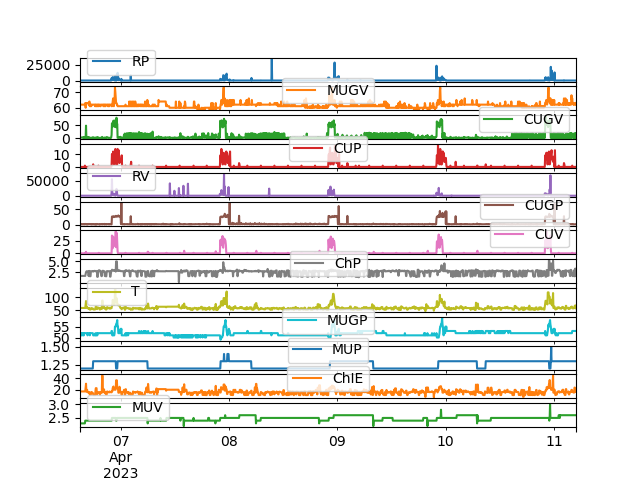 25000
0
RP
70
60
MUGV
50
0
CUGV
10
0
CUP
50000
0
RV
50
0
CUGP
25
0
CUV
5.0
2.5
ChP
100
50
T
55
50
MUGP
1.50
1.25
MUP
40
20
ChIE
3.0
2.5
MUV
07 08 09 10 11
Apr
2023